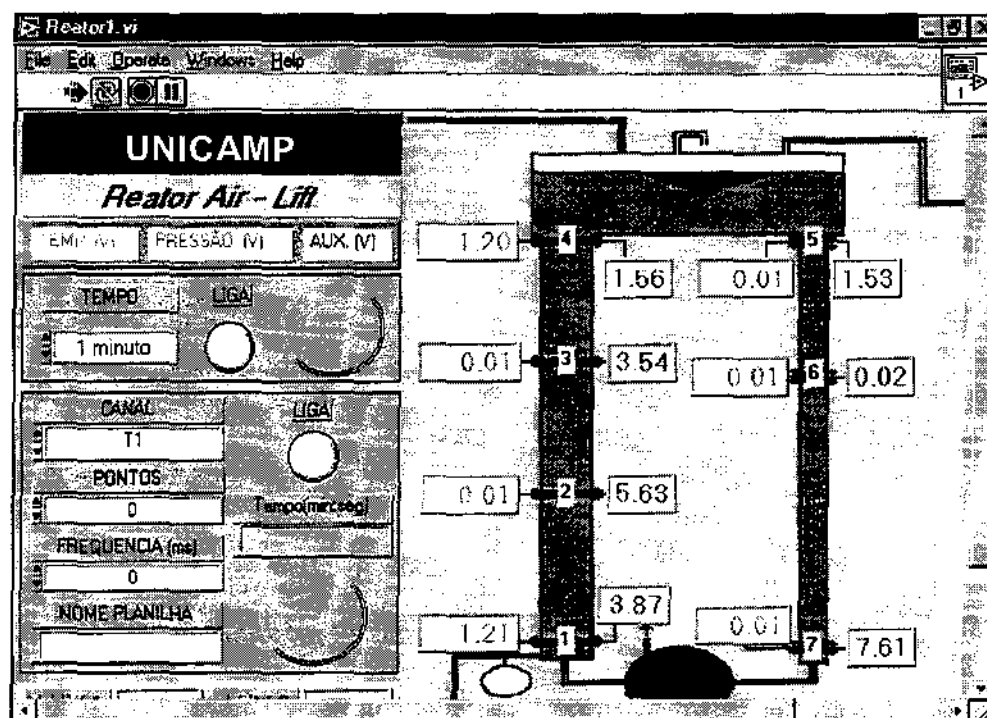 Reator1.vi
File Edit Operate Windows Help
1
UNICAMP
Reator Air - Lift
PRESSÃO (V) AUX. (V)
TEMPO LIGA
1 minuto
CANAL LIGA
T1
PONTOS
0
FREQUENCIA (ms)
0
NOME PLANILHA
1.20 4 1.56
0.01 5 1.53
0.01 3 3.54
0.01 6 0.02
0.01 2 5.63
1.21 1 3.87
0.01 7 7.61